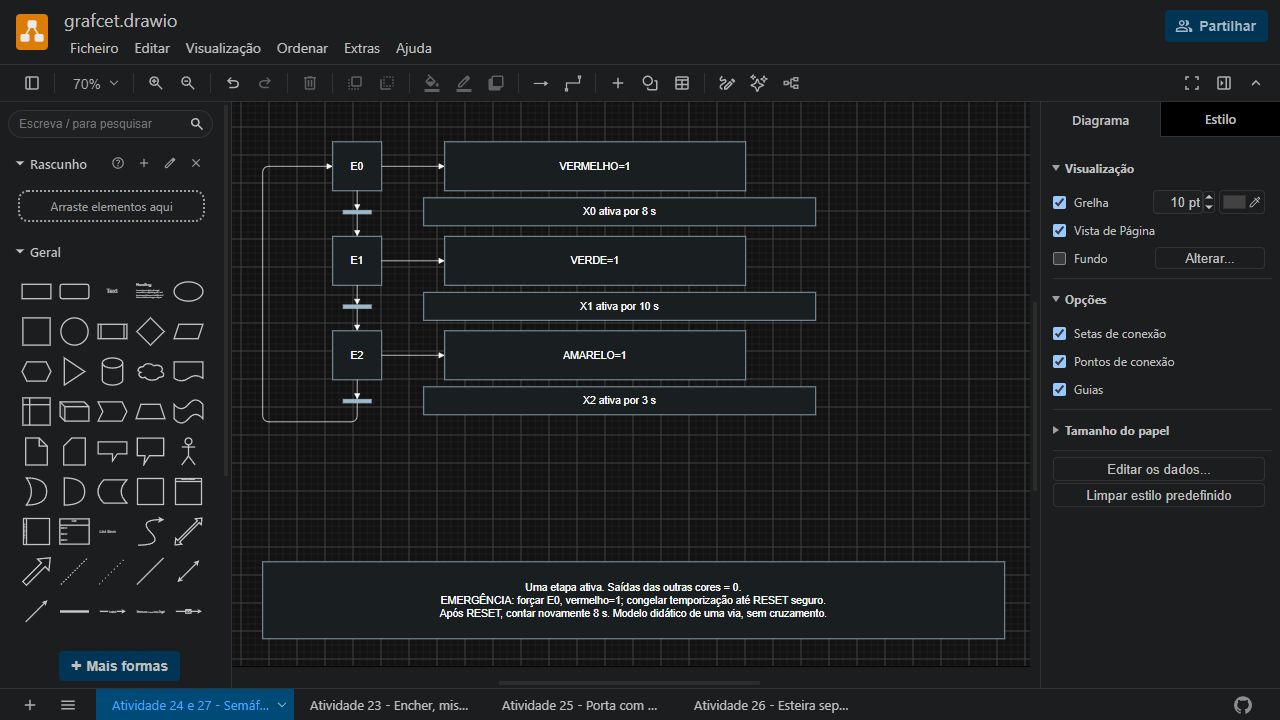 grafcet.drawio
Ficheiro Editar Visualização Ordenar Extras Ajuda
Partilhar
70%
Escreva / para pesquisar
Rascunho
Arraste elementos aqui
Geral
Text
Heading
List Item
+ Mais formas
E0
VERMELHO=1
X0 ativa por 8 s
E1
VERDE=1
X1 ativa por 10 s
E2
AMARELO=1
X2 ativa por 3 s
Uma etapa ativa. Saídas das outras cores = 0.
EMERGÊNCIA: forçar E0, vermelho=1; congelar temporização até RESET seguro.
Após RESET, contar novamente 8 s. Modelo didático de uma via, sem cruzamento.
Diagrama Estilo
Visualização
Grelha 10 pt
Vista de Página
Fundo Alterar...
Opções
Setas de conexão
Pontos de conexão
Guias
Tamanho do papel
Editar os dados...
Limpar estilo predefinido
Atividade 24 e 27 - Semáf... Atividade 23 - Encher, mis... Atividade 25 - Porta com ... Atividade 26 - Esteira sep...